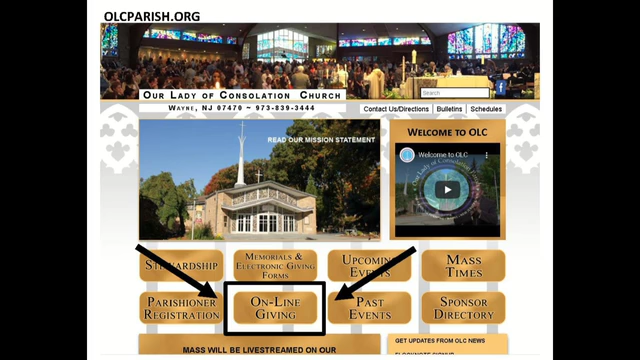 OLCPARISH.ORG
Search
Our Lady of Consolation Church
Wayne, NJ 07470 ~ 973-839-3444
Contact Us/Directions Bulletins Schedules
READ OUR MISSION STATEMENT
Welcome to OLC
Welcome to OLC
Stewardship
Memorials &
Electronic Giving
Forms
Upcoming
Events
Mass
Times
Parishioner
Registration
On-Line
Giving
Past
Events
Sponsor
Directory
MASS WILL BE LIVESTREAMED ON OUR
GET UPDATES FROM OLC NEWS